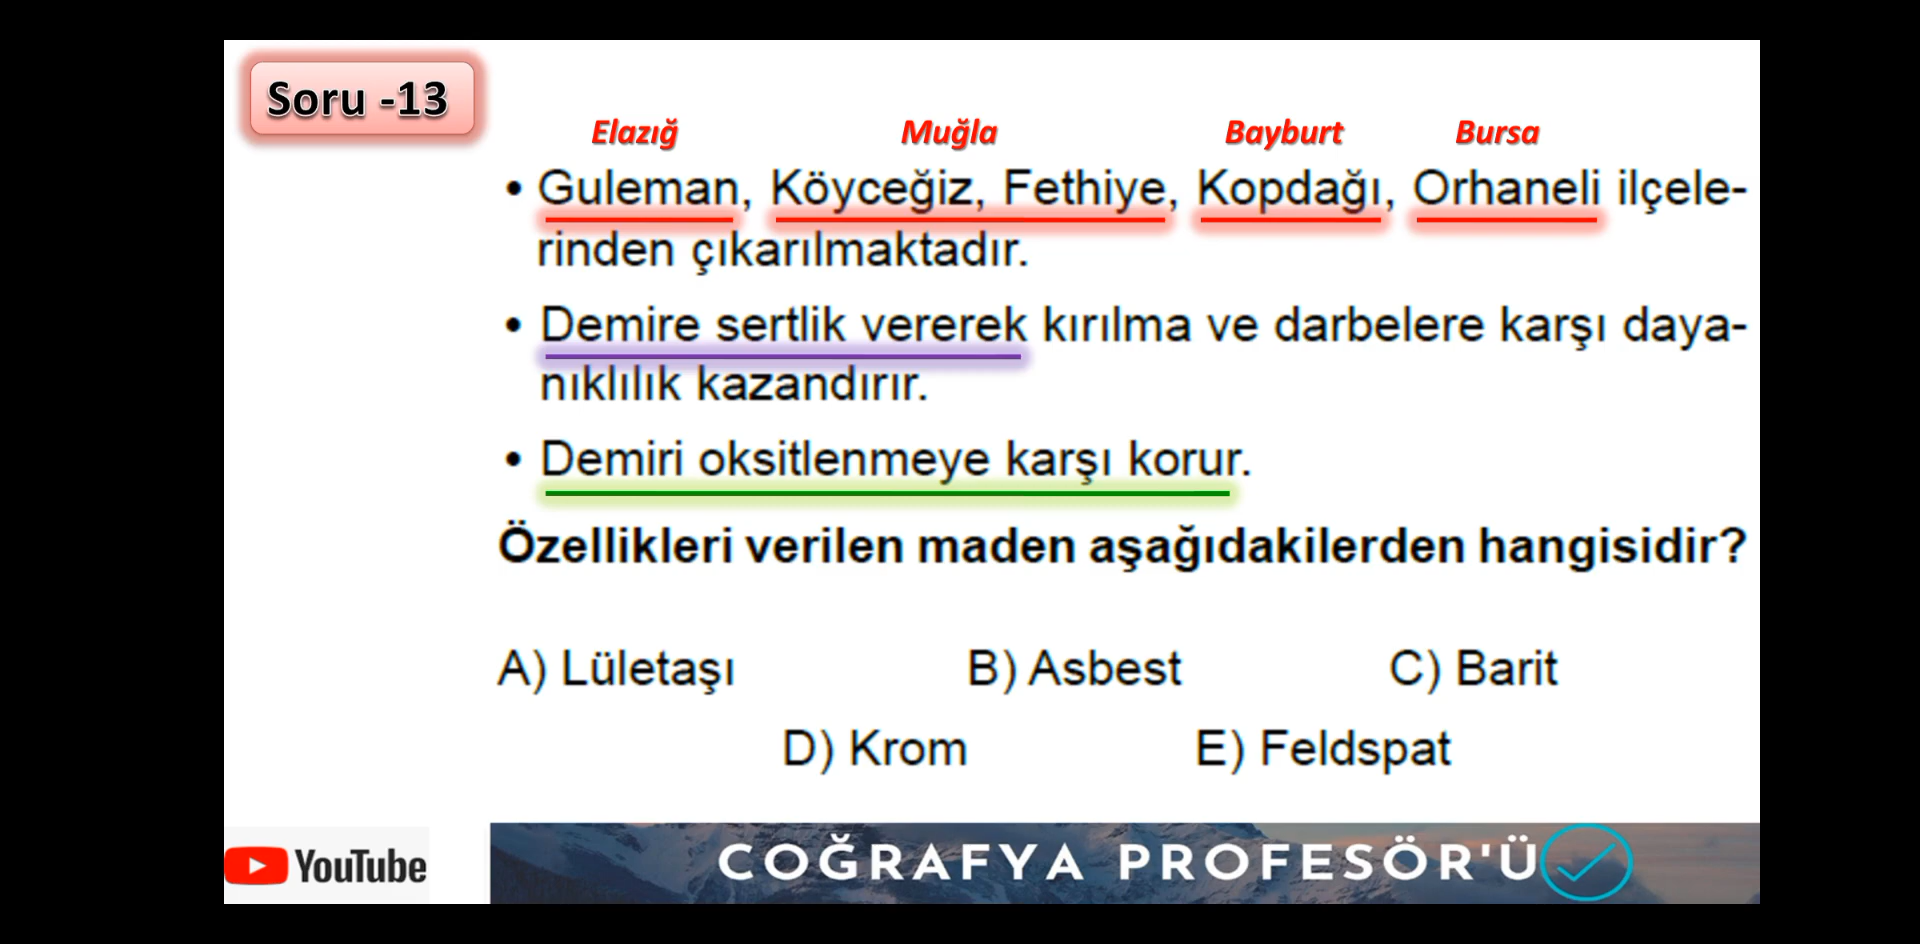 Soru -13
Elazığ Muğla Bayburt Bursa
• Guleman, Köyceğiz, Fethiye, Kopdağı, Orhaneli ilçele-
rinden çıkarılmaktadır.
• Demire sertlik vererek kırılma ve darbelere karşı daya-
nıklılık kazandırır.
• Demiri oksitlenmeye karşı korur.
Özellikleri verilen maden aşağıdakilerden hangisidir?
A) Lületaşı B) Asbest C) Barit
D) Krom E) Feldspat
YouTube COĞRAFYA PROFESÖR'Ü